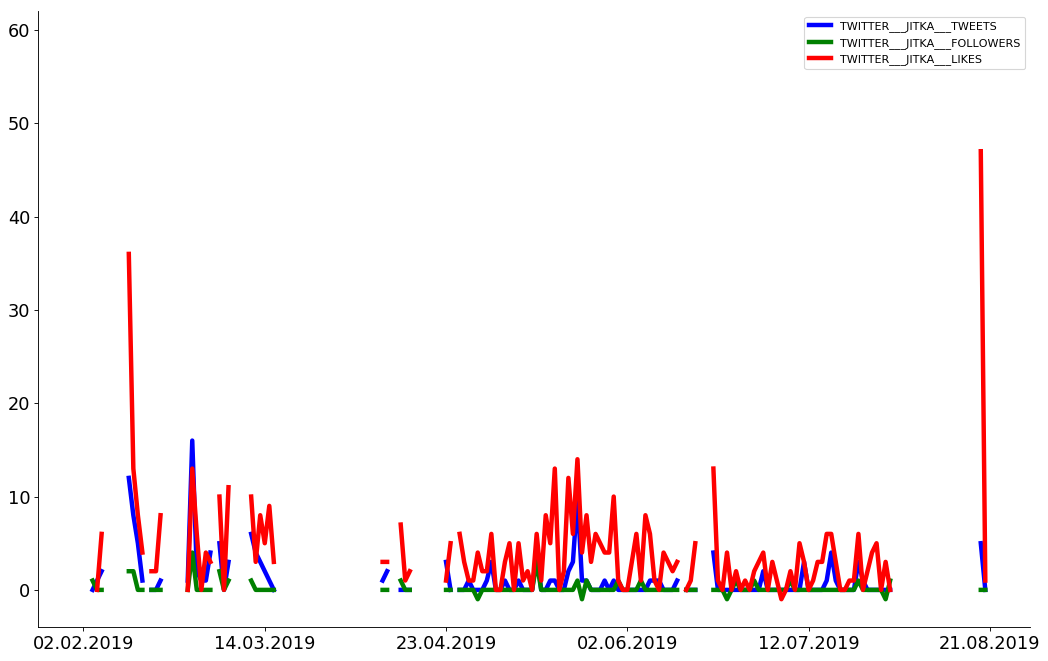 60
50
40
30
20
10
0
TWITTER___JITKA___TWEETS
TWITTER___JITKA___FOLLOWERS
TWITTER___JITKA___LIKES
02.02.2019 14.03.2019 23.04.2019 02.06.2019 12.07.2019 21.08.2019